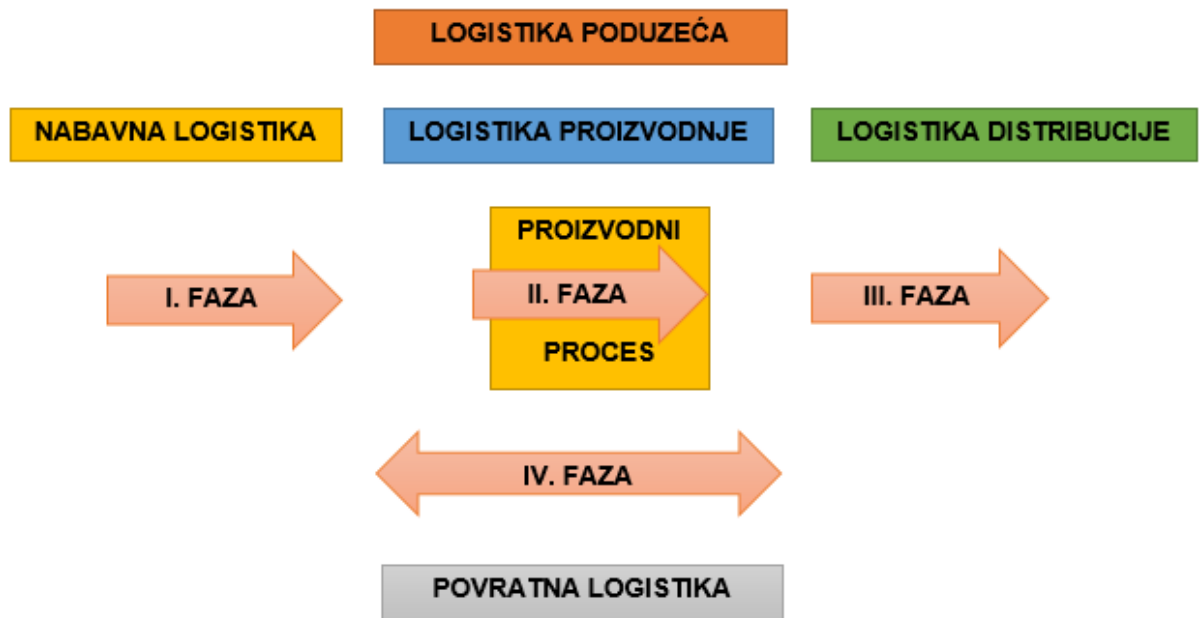 LOGISTIKA PODUZEĆA
NABAVNA LOGISTIKA
LOGISTIKA PROIZVODNJE
LOGISTIKA DISTRIBUCIJE
PROIZVODNI
I. FAZA
II. FAZA
III. FAZA
PROCES
IV. FAZA
POVRATNA LOGISTIKA